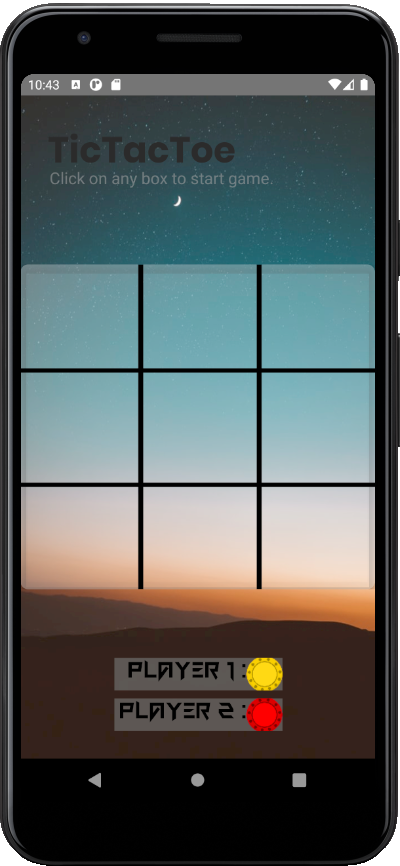 10:43
TicTacToe
Click on any box to start game.
PLAYER 1 :
PLAYER 2 :